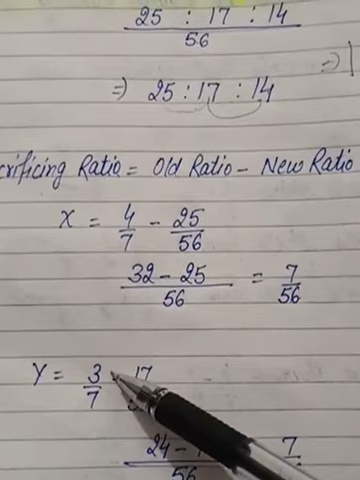 25 : 17 : 14
56
⇒ 25 : 17 : 14
Ratio = Old Ratio - New Ratio
X = 4/7 - 25/56
32 - 25 / 56 = 7/56
Y = 3/7 17
24 - 7
56